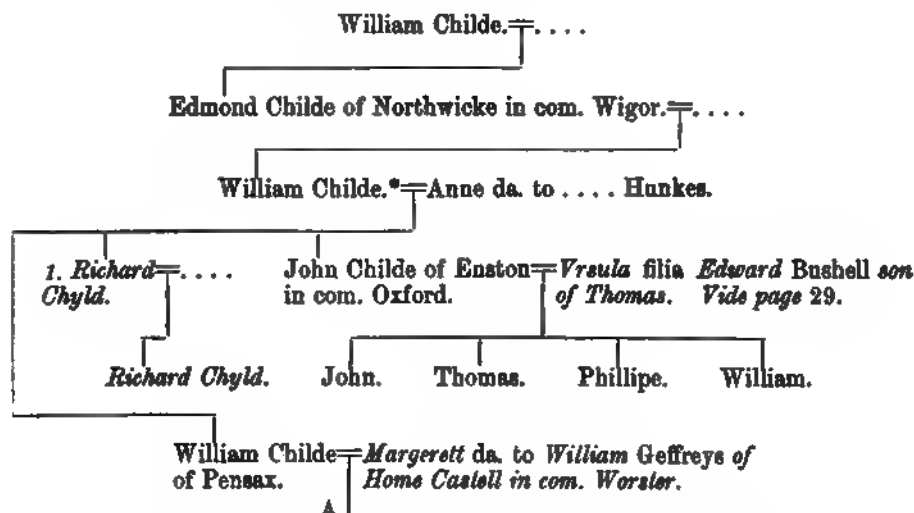 William Childe.=. . . .
Edmond Childe of Northwicke in com. Wigor.=. . . .
William Childe.*=Anne da. to . . . . Hunkes.
1. Richard=. . . .
Chyld.
John Childe of Enston=Vrsula filia Edward Bushell son
in com. Oxford. of Thomas. Vide page 29.
Richard Chyld. John. Thomas. Phillipe. William.
William Childe=Margerett da. to William Geffreys of
of Pensax. Home Castell in com. Worster.
A